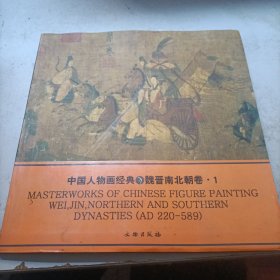 中国人物画经典 魏晋南北朝卷·1
MASTERWORKS OF CHINESE FIGURE PAINTING
WEI,JIN,NORTHERN AND SOUTHERN
DYNASTIES (AD 220-589)
文物出版社